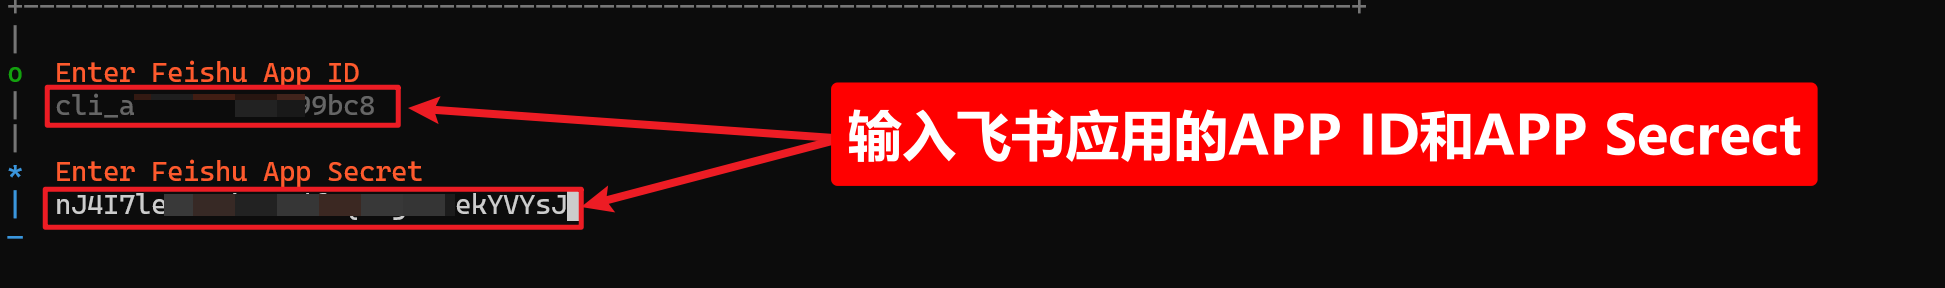 Enter Feishu App ID
cli_a 99bc8
Enter Feishu App Secret
nJ4I7le ekYVYsJ
输入飞书应用的APP ID和APP Secrect